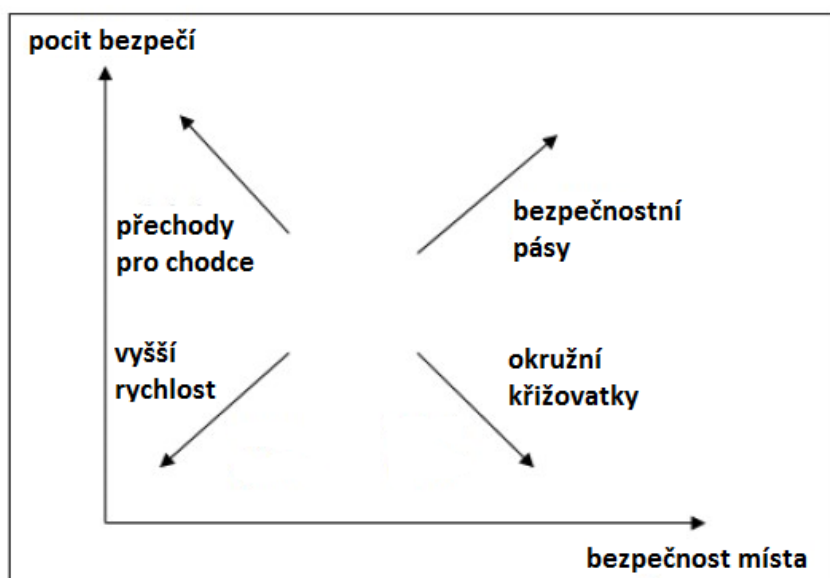 pocit bezpečí
přechody
pro chodce
bezpečnostní
pásy
vyšší
rychlost
okružní
křižovatky
bezpečnost místa